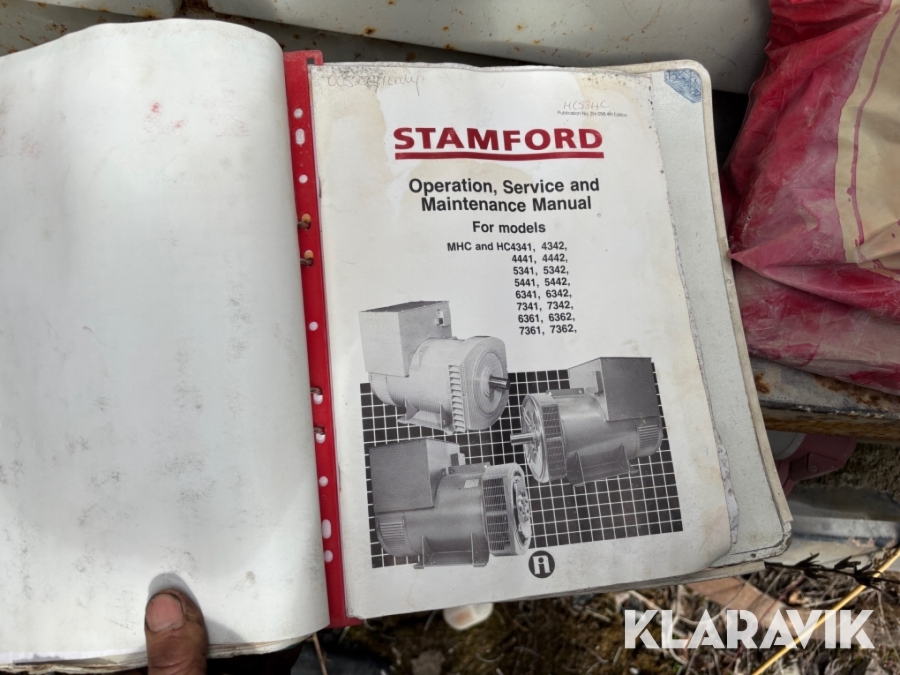 HC534C
STAMFORD
Operation, Service and
Maintenance Manual
For models
MHC and HC4341, 4342,
4441, 4442,
5341, 5342,
5441, 5442,
6341, 6342,
7341, 7342,
6361, 6362,
7361, 7362,
KLARAVIK